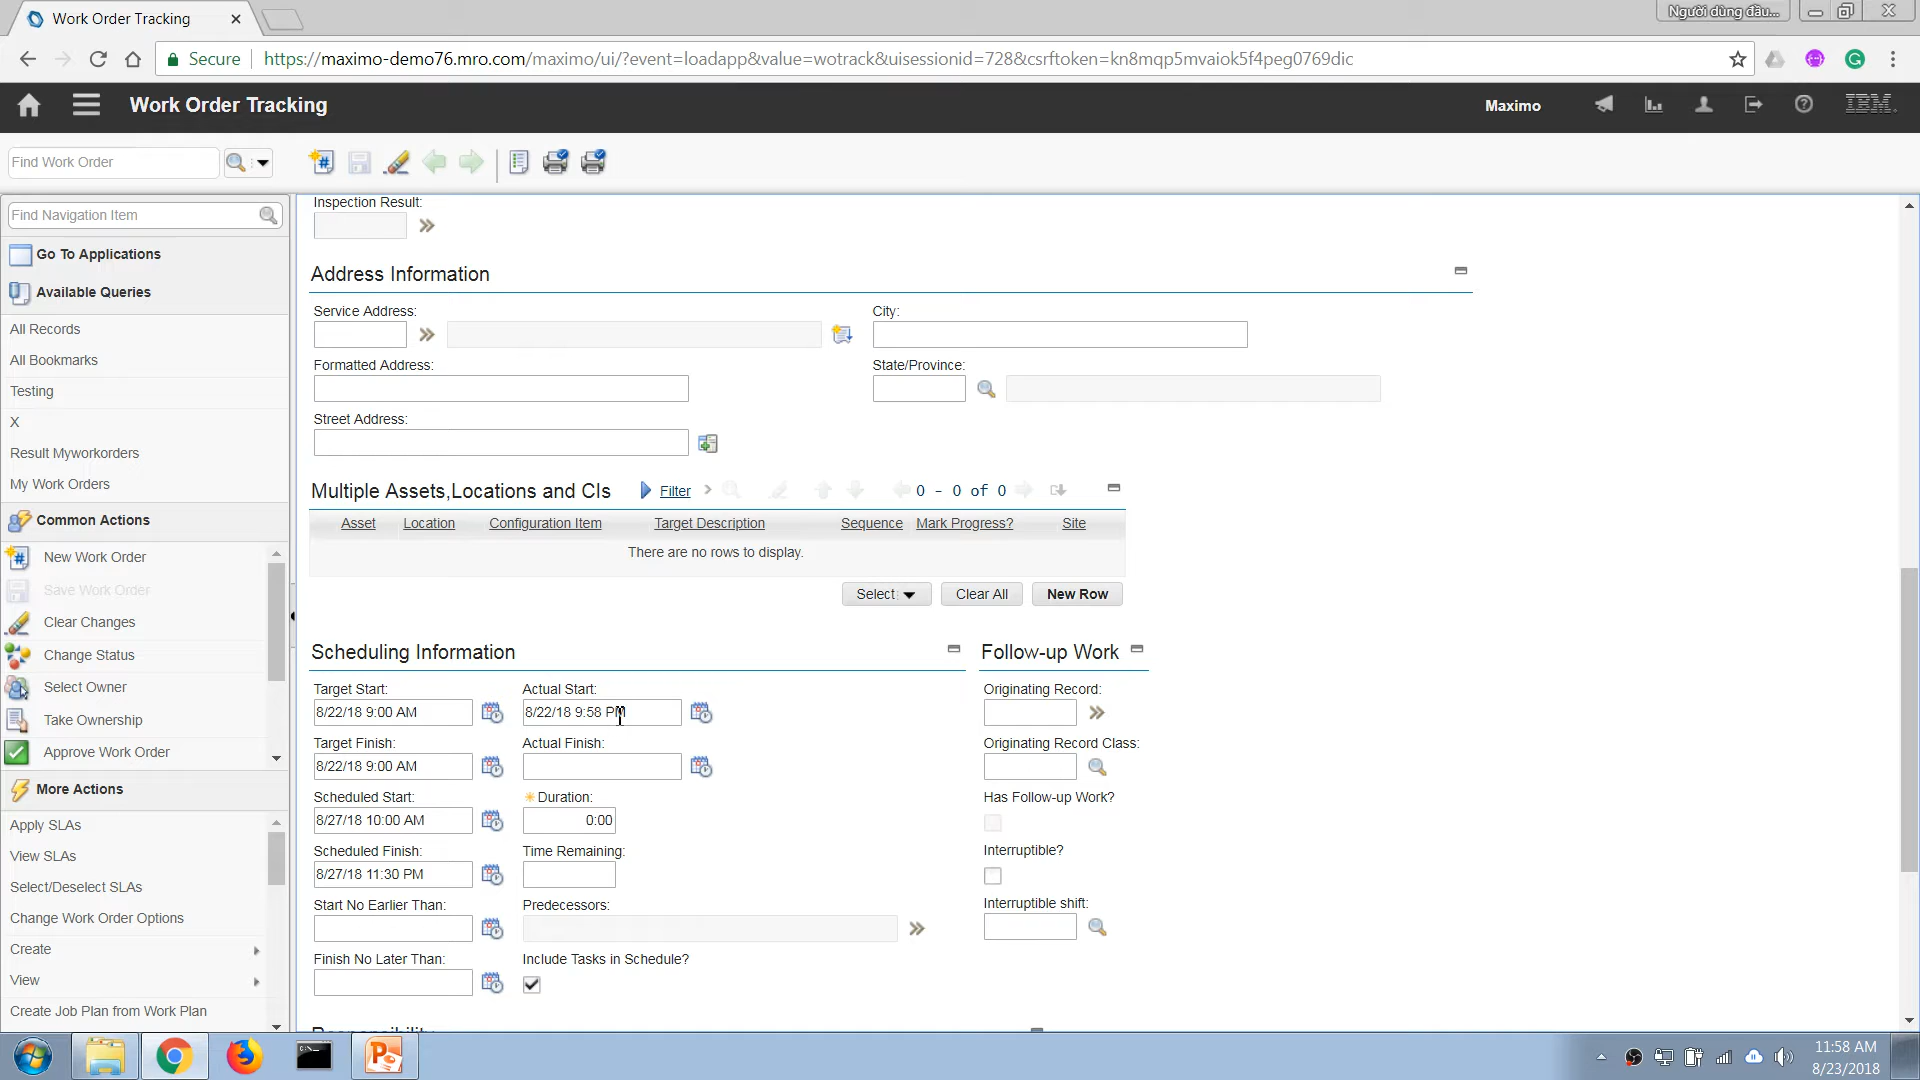 Work Order Tracking
Người dùng đầu...
Secure https://maximo-demo76.mro.com/maximo/ui/?event=loadapp&value=wotrack&uisessionid=728&csrftoken=kn8mqp5mvaiok5f4peg0769dic
Work Order Tracking
Maximo
IBM
Find Work Order
Find Navigation Item
Go To Applications
Available Queries
All Records
All Bookmarks
Testing
X
Result Myworkorders
My Work Orders
Common Actions
New Work Order
Save Work Order
Clear Changes
Change Status
Select Owner
Take Ownership
Approve Work Order
More Actions
Apply SLAs
View SLAs
Select/Deselect SLAs
Change Work Order Options
Create
View
Create Job Plan from Work Plan
Inspection Result:
Address Information
Service Address:
City:
Formatted Address:
State/Province:
Street Address:
Multiple Assets,Locations and CIs Filter 0 - 0 of 0
Asset Location Configuration Item Target Description Sequence Mark Progress? Site
There are no rows to display.
Select Clear All New Row
Scheduling Information
Target Start: Actual Start:
8/22/18 9:00 AM 8/22/18 9:58 PM
Target Finish: Actual Finish:
8/22/18 9:00 AM
Scheduled Start: Duration:
8/27/18 10:00 AM 0:00
Scheduled Finish: Time Remaining:
8/27/18 11:30 PM
Start No Earlier Than: Predecessors:
Finish No Later Than: Include Tasks in Schedule?
Follow-up Work
Originating Record:
Originating Record Class:
Has Follow-up Work?
Interruptible?
Interruptible shift:
Responsibility
11:58 AM
8/23/2018